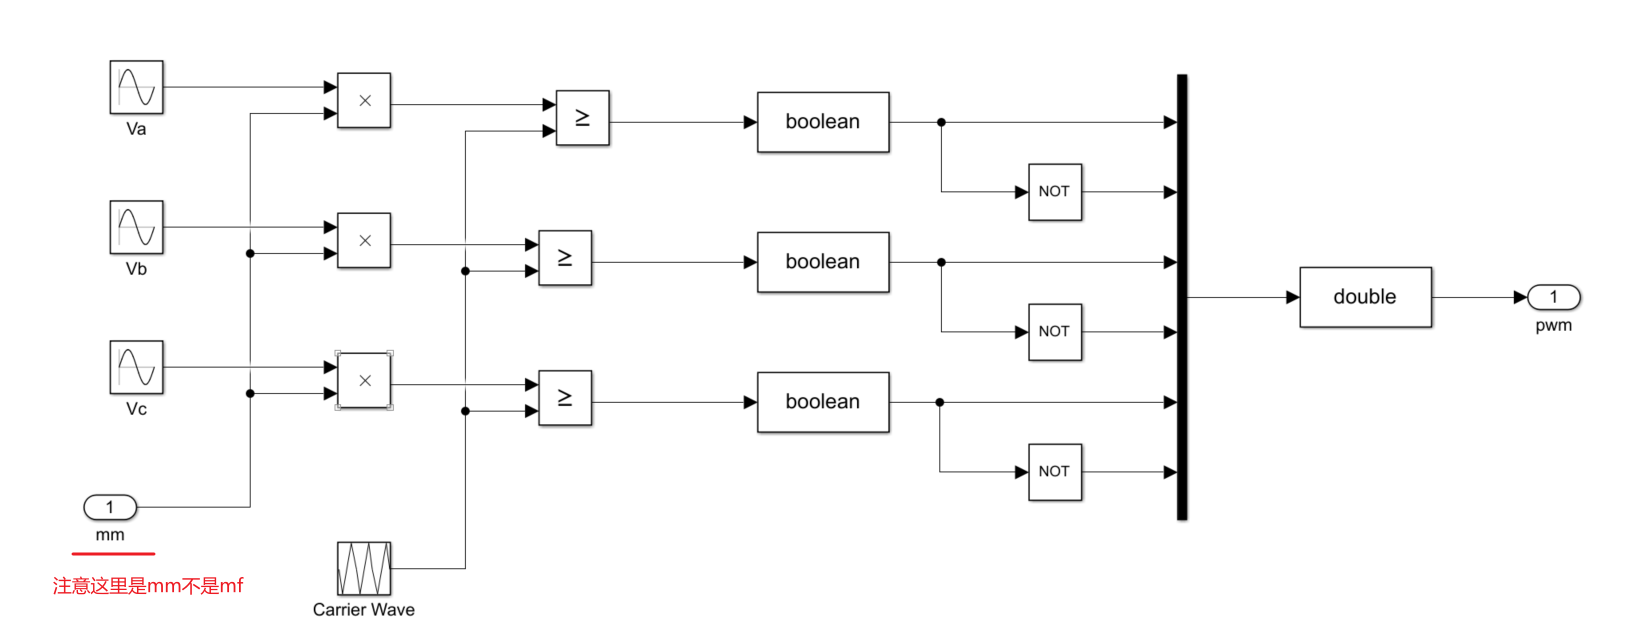 Va
×
≥
boolean
NOT
Vb
×
≥
boolean
NOT
double
1
pwm
Vc
×
≥
boolean
NOT
1
mm
注意这里是mm不是mf
Carrier Wave